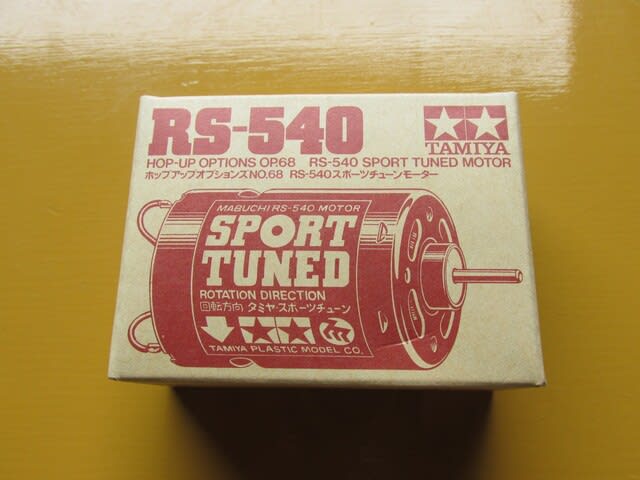 RS-540
TAMIYA
HOP-UP OPTIONS OP.68 RS-540 SPORT TUNED MOTOR
ホップアップオプションズNO.68 RS-540スポーツチューンモーター
MABUCHI RS-540 MOTOR
SPORT
TUNED
ROTATION DIRECTION
回転方向 タミヤ・スポーツチューン
TAMIYA PLASTIC MODEL CO.